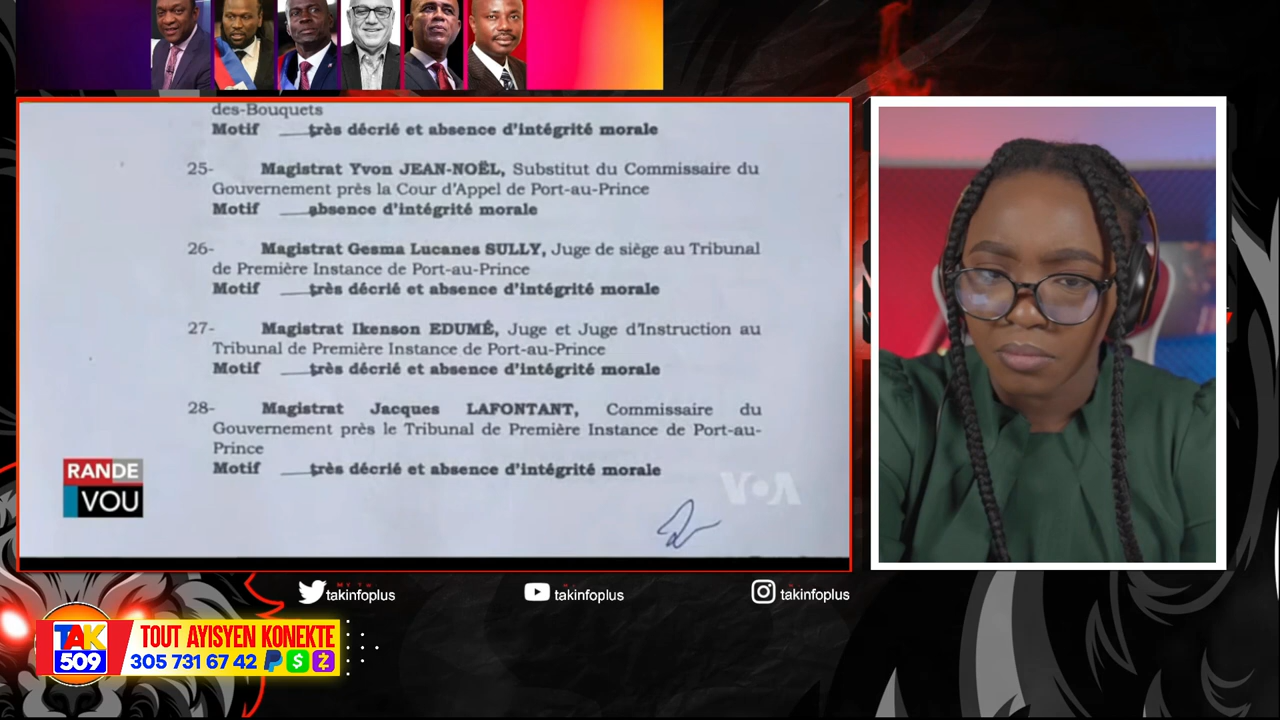 des-Bouquets
Motif très décrié et absence d'intégrité morale
25- Magistrat Yvon JEAN-NOËL, Substitut du Commissaire du
Gouvernement près la Cour d'Appel de Port-au-Prince
Motif absence d'intégrité morale
26- Magistrat Gesma Lucanes SULLY, Juge de siège au Tribunal
de Première Instance de Port-au-Prince
Motif très décrié et absence d'intégrité morale
27- Magistrat Ikenson EDUMÉ, Juge et Juge d'Instruction au
Tribunal de Première Instance de Port-au-Prince
Motif très décrié et absence d'intégrité morale
28- Magistrat Jacques LAFONTANT, Commissaire du
Gouvernement près le Tribunal de Première Instance de Port-au-
Prince
Motif très décrié et absence d'intégrité morale
RANDE
VOU
VOA
takinfoplus
takinfoplus
takinfoplus
TAK
509
TOUT AYISYEN KONEKTE
305 731 67 42